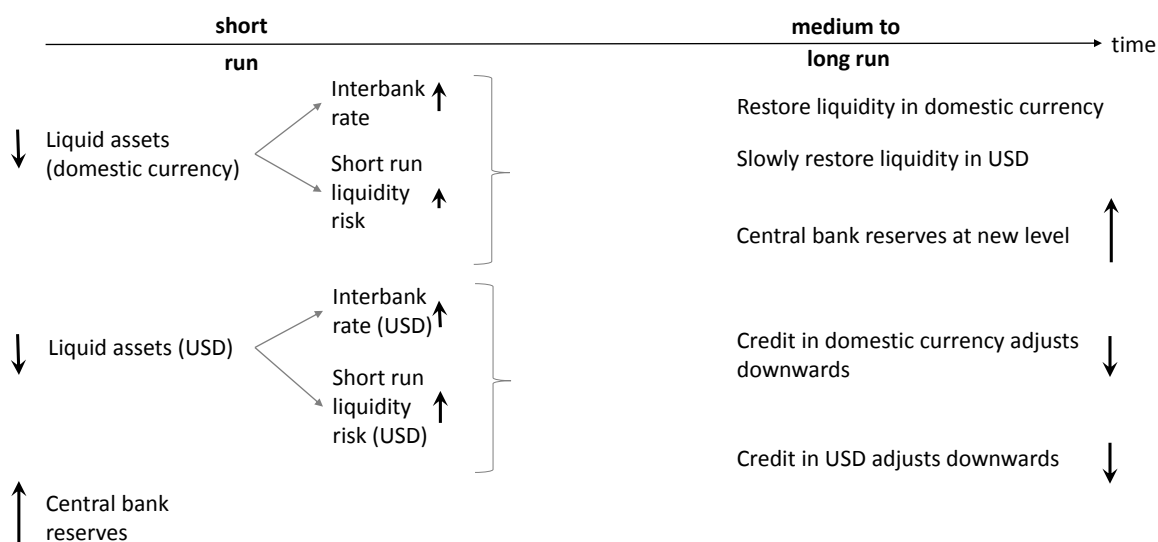 short
run
medium to
long run
time
Liquid assets
(domestic currency)
Interbank
rate
Short run
liquidity
risk
Liquid assets (USD)
Interbank
rate (USD)
Short run
liquidity
risk (USD)
Central bank
reserves
Restore liquidity in domestic currency
Slowly restore liquidity in USD
Central bank reserves at new level
Credit in domestic currency adjusts
downwards
Credit in USD adjusts downwards